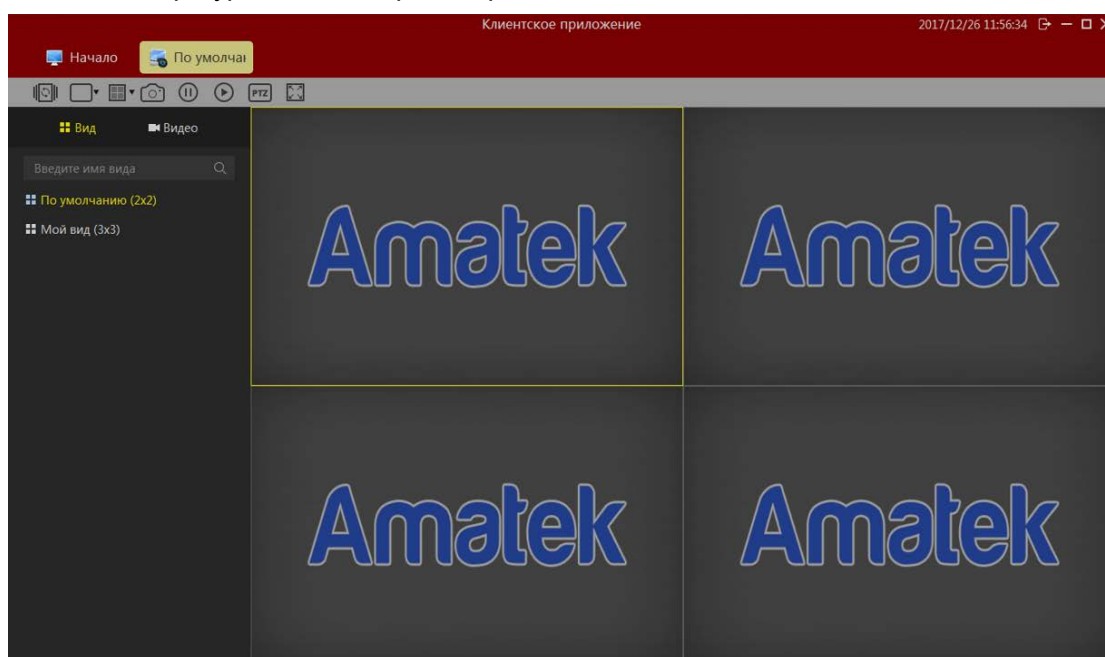 Клиентское приложение
2017/12/26 11:56:34
Начало
По умолчан
PTZ
Вид Видео
Введите имя вида
По умолчанию (2x2)
Мой вид (3x3)
Amatek Amatek
Amatek Amatek